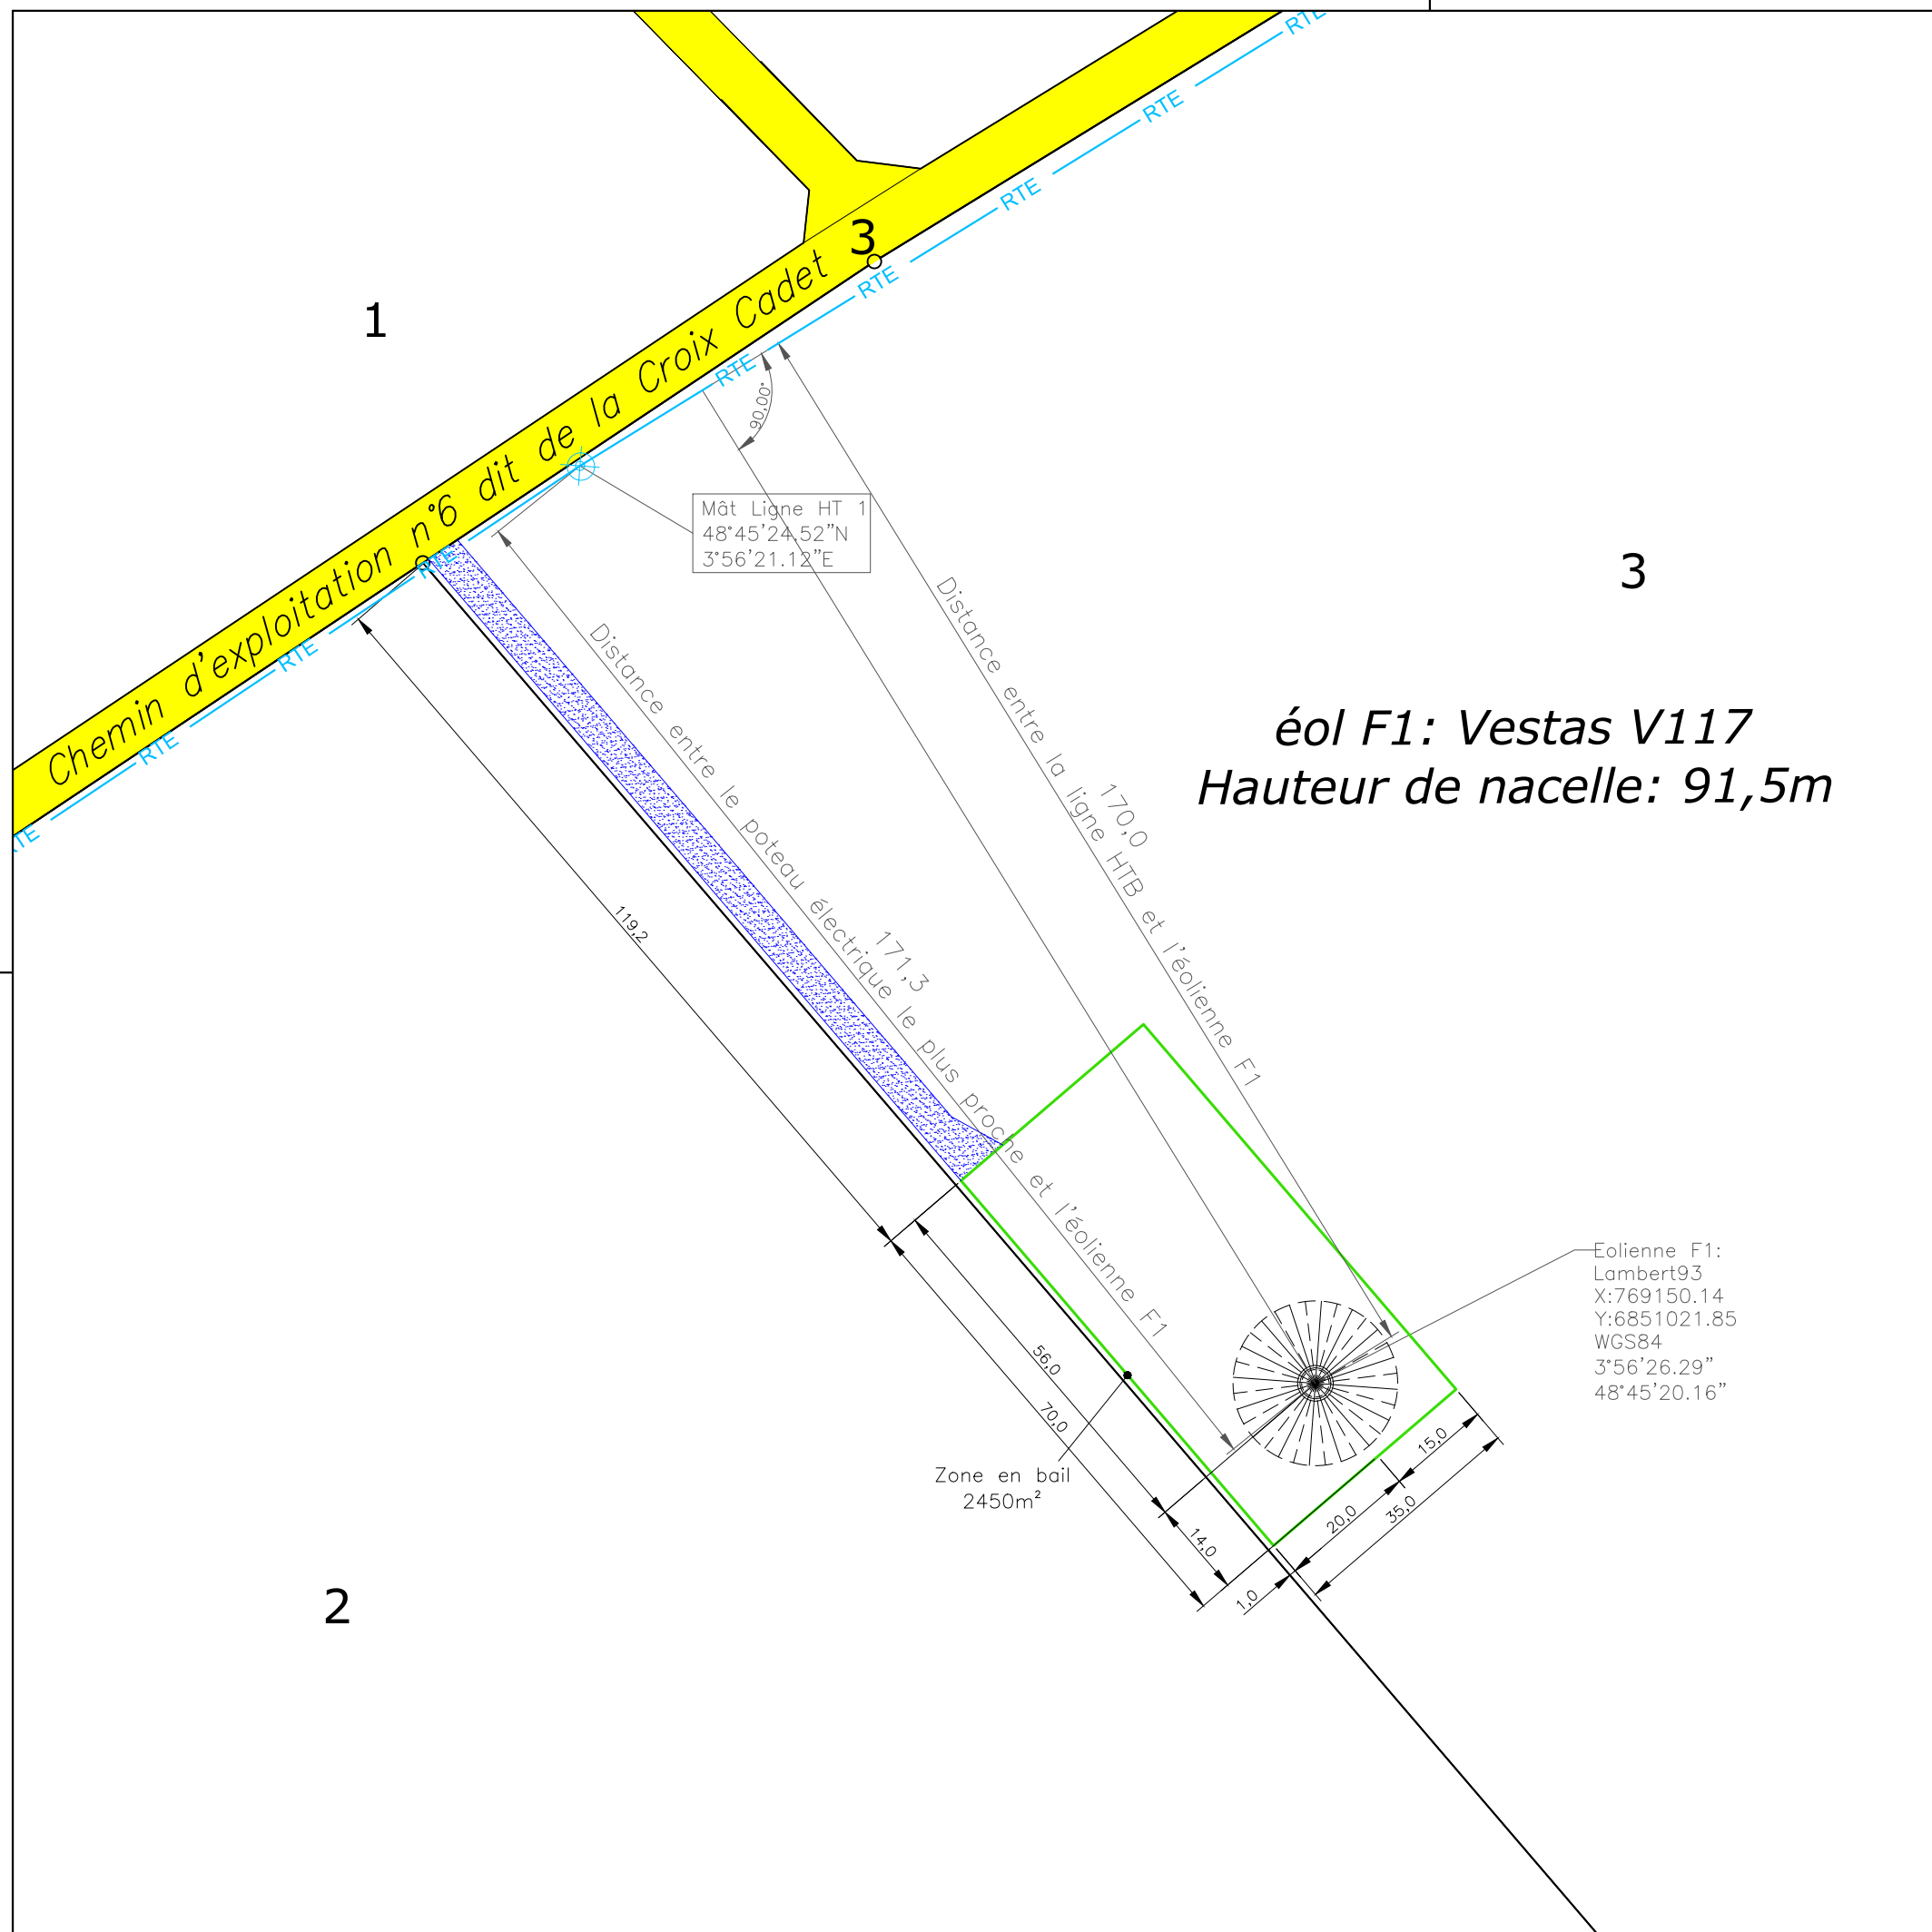 RTE
RTE
RTE
RTE
RTE
RTE
RTE
RTE
RTE
3
1
Chemin d'exploitation n°6 dit de la Croix Cadet
90,00°
Mât Ligne HT 1
48°45'24.52"N
3°56'21.12"E
3
éol F1: Vestas V117
Hauteur de nacelle: 91,5m
Distance entre la ligne HTB et l'éolienne F1
170,0
Distance entre le poteau électrique le plus proche et l'éolienne F1
171,3
119,2
Eolienne F1:
Lambert93
X:769150.14
Y:6851021.85
WGS84
3°56'26.29"
48°45'20.16"
56,0
70,0
Zone en bail
2450m²
14,0
1,0
20,0
15,0
35,0
2